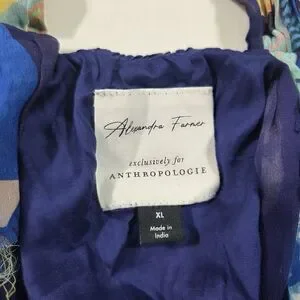 Alexandra Farmer
exclusively for
ANTHROPOLOGIE
XL
Made in
India